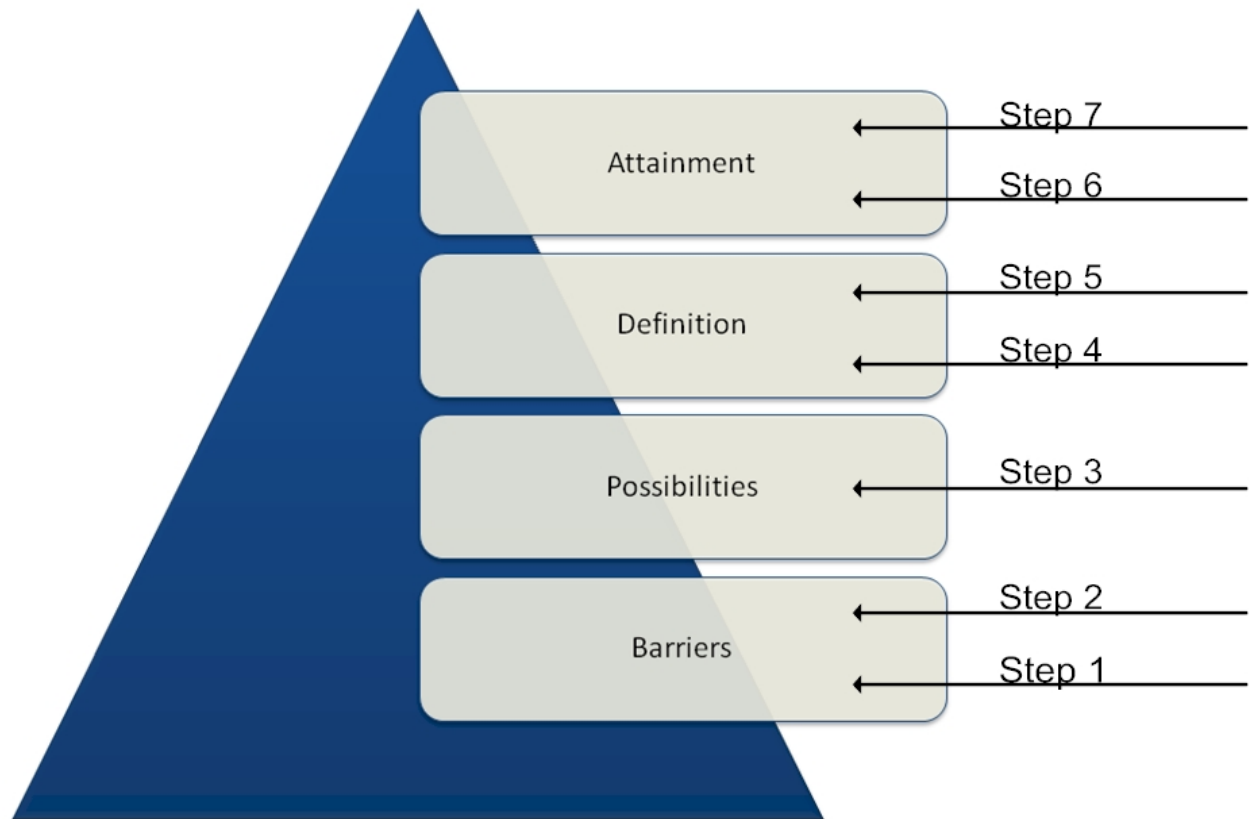 Step 7
Attainment
Step 6
Step 5
Definition
Step 4
Step 3
Possibilities
Step 2
Barriers
Step 1